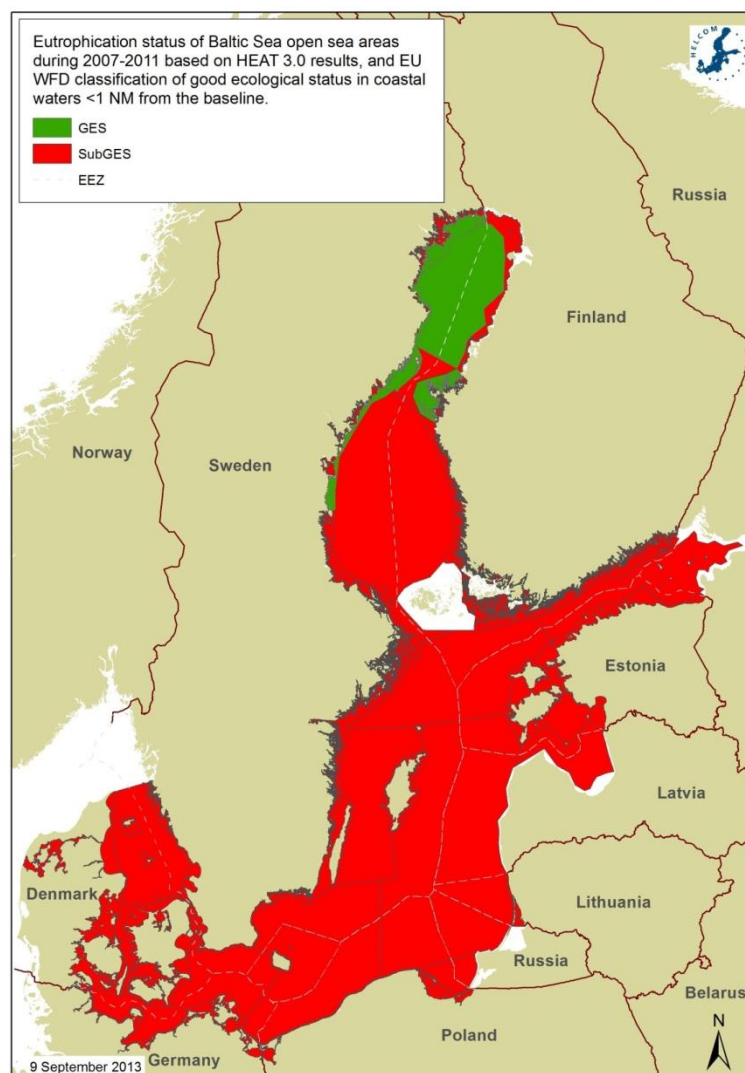 Eutrophication status of Baltic Sea open sea areas
during 2007-2011 based on HEAT 3.0 results, and EU
WFD classification of good ecological status in coastal
waters <1 NM from the baseline.
GES
SubGES
EEZ
HELCOM
Russia
Finland
Norway
Sweden
Estonia
Latvia
Denmark
Lithuania
Russia
Belarus
Poland
Germany
N
9 September 2013